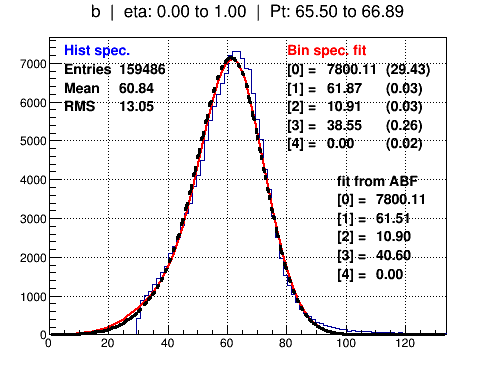 b | eta: 0.00 to 1.00 | Pt: 65.50 to 66.89
Hist spec.
Entries 159486
Mean 60.84
RMS 13.05
Bin spec. fit
[0] = 7800.11 (29.43)
[1] = 61.87 (0.03)
[2] = 10.91 (0.03)
[3] = 38.55 (0.26)
[4] = 0.00 (0.02)
fit from ABF
[0] = 7800.11
[1] = 61.51
[2] = 10.90
[3] = 40.60
[4] = 0.00
7000
6000
5000
4000
3000
2000
1000
0
0 20 40 60 80 100 120